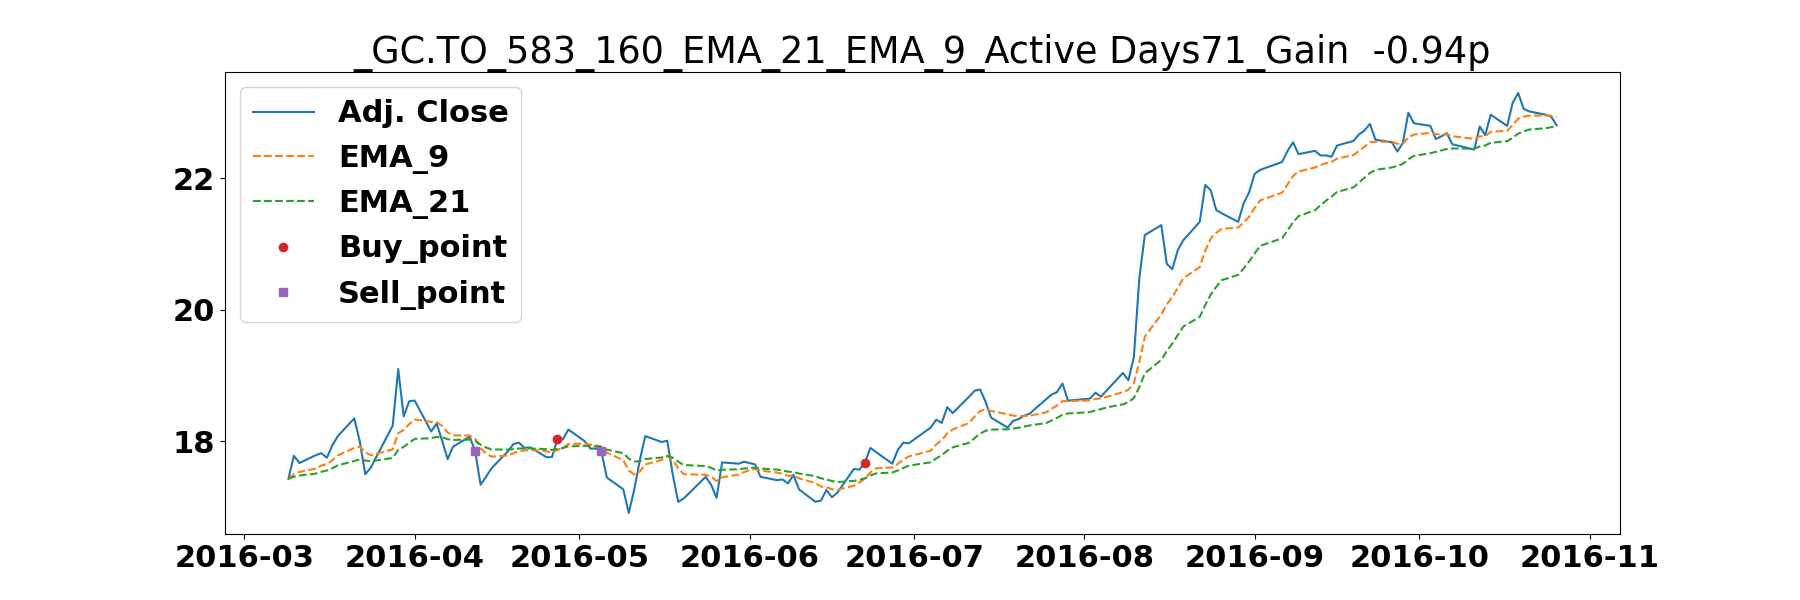 _GC.TO_583_160_EMA_21_EMA_9_Active Days71_Gain  -0.94p
Adj. Close
EMA_9
EMA_21
Buy_point
Sell_point
22
20
18
2016-03 2016-04 2016-05 2016-06 2016-07 2016-08 2016-09 2016-10 2016-11